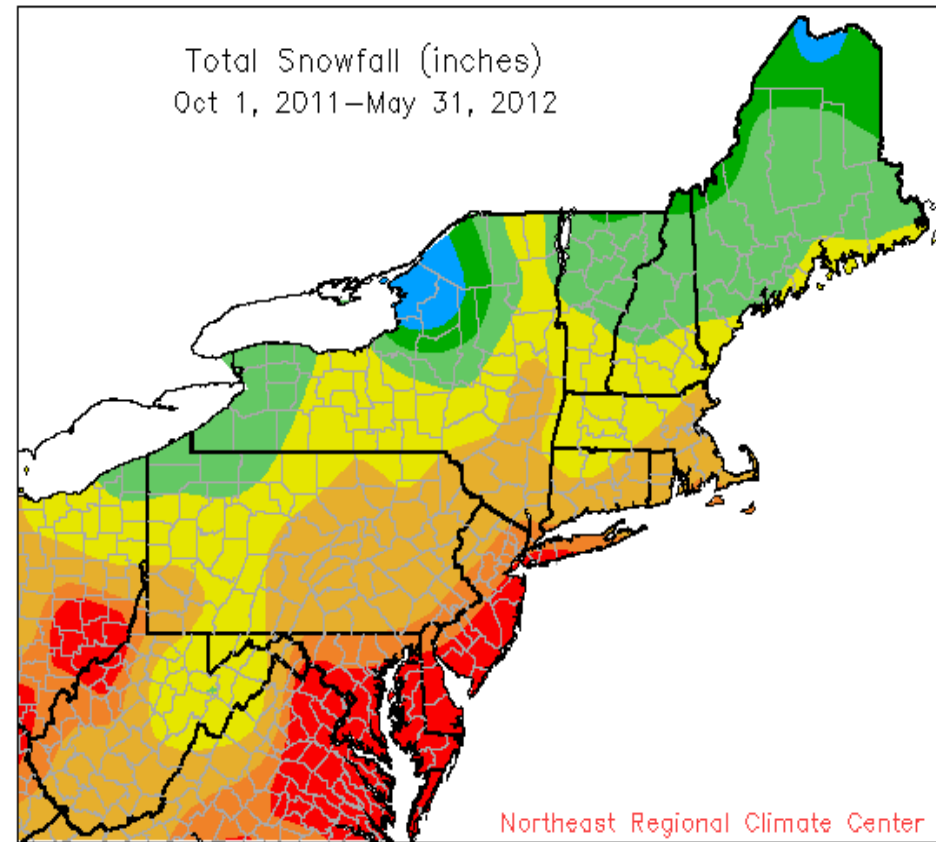 Total Snowfall (inches)
Oct 1, 2011–May 31, 2012
Northeast Regional Climate Center